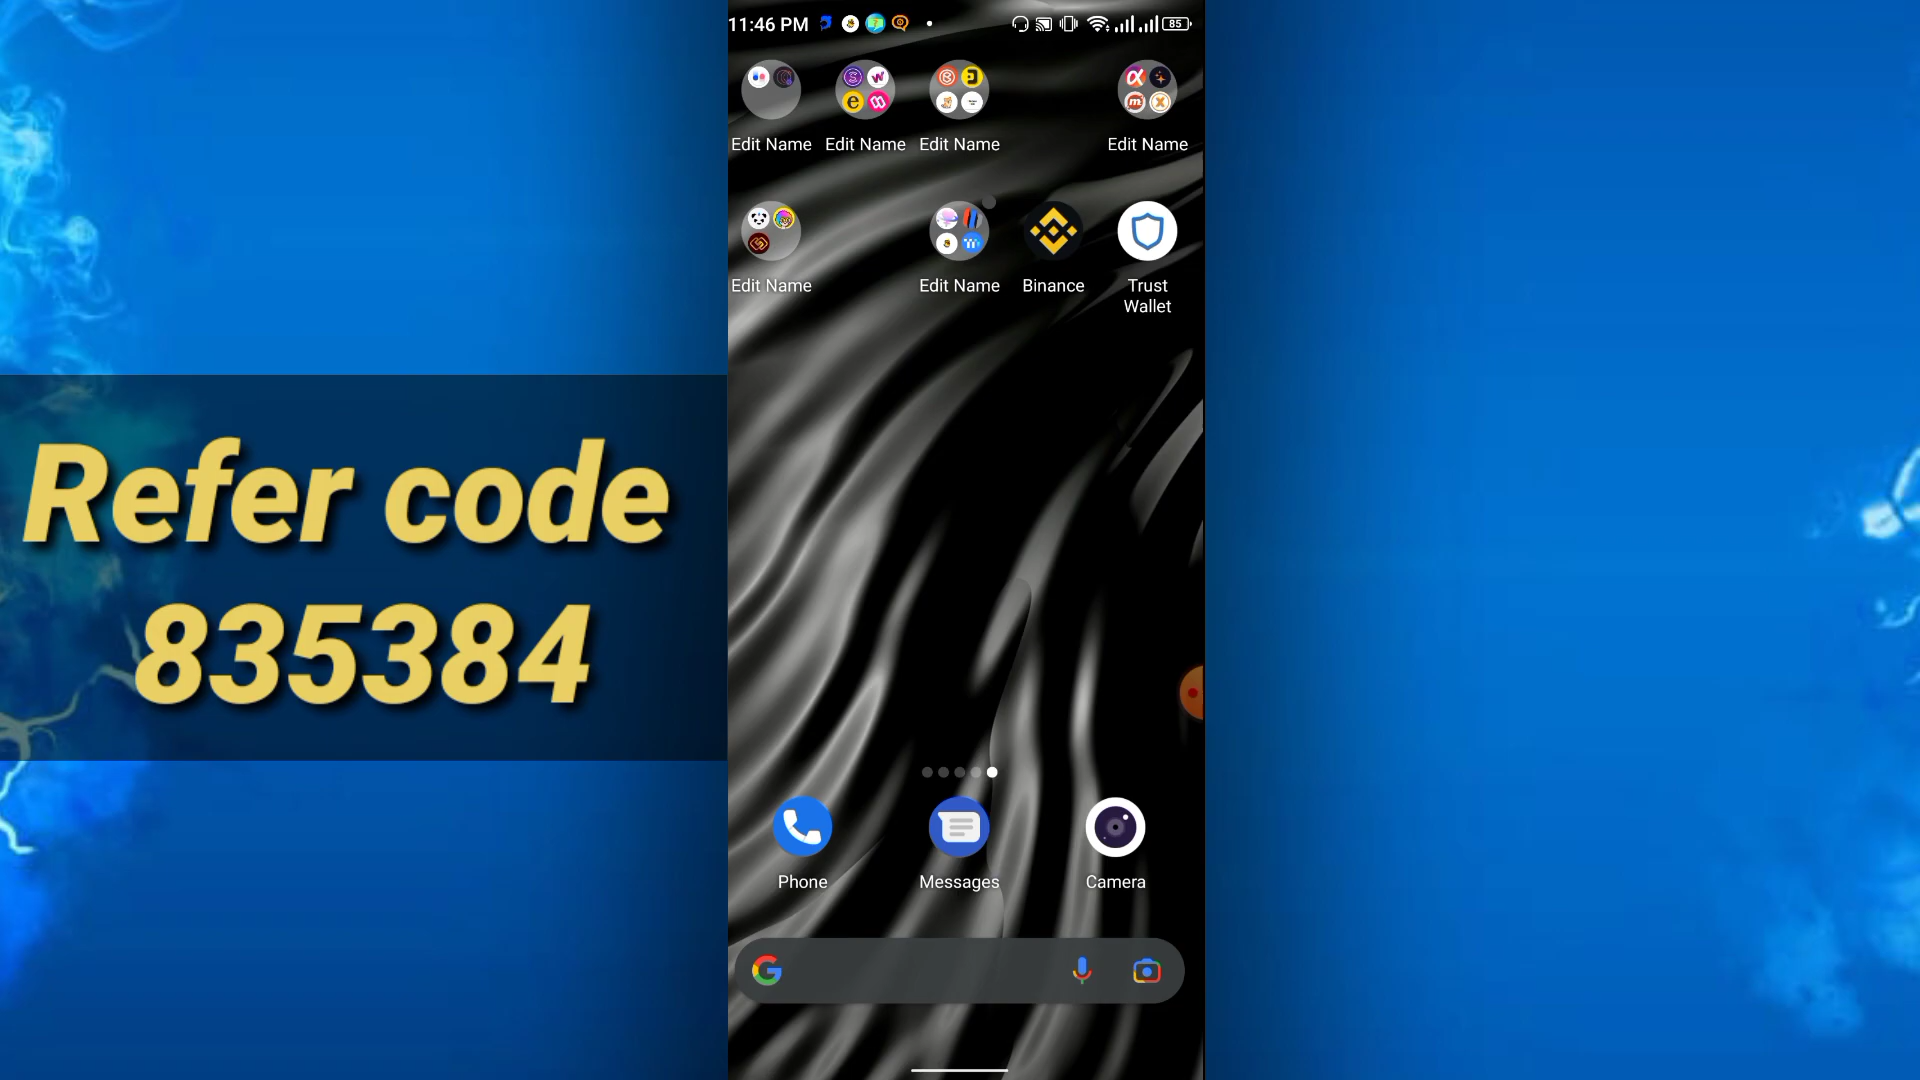 11:46 PM
85
Edit Name
Edit Name
Edit Name
Edit Name
Edit Name
Edit Name
Binance
Trust
Wallet
Refer code
835384
Phone
Messages
Camera